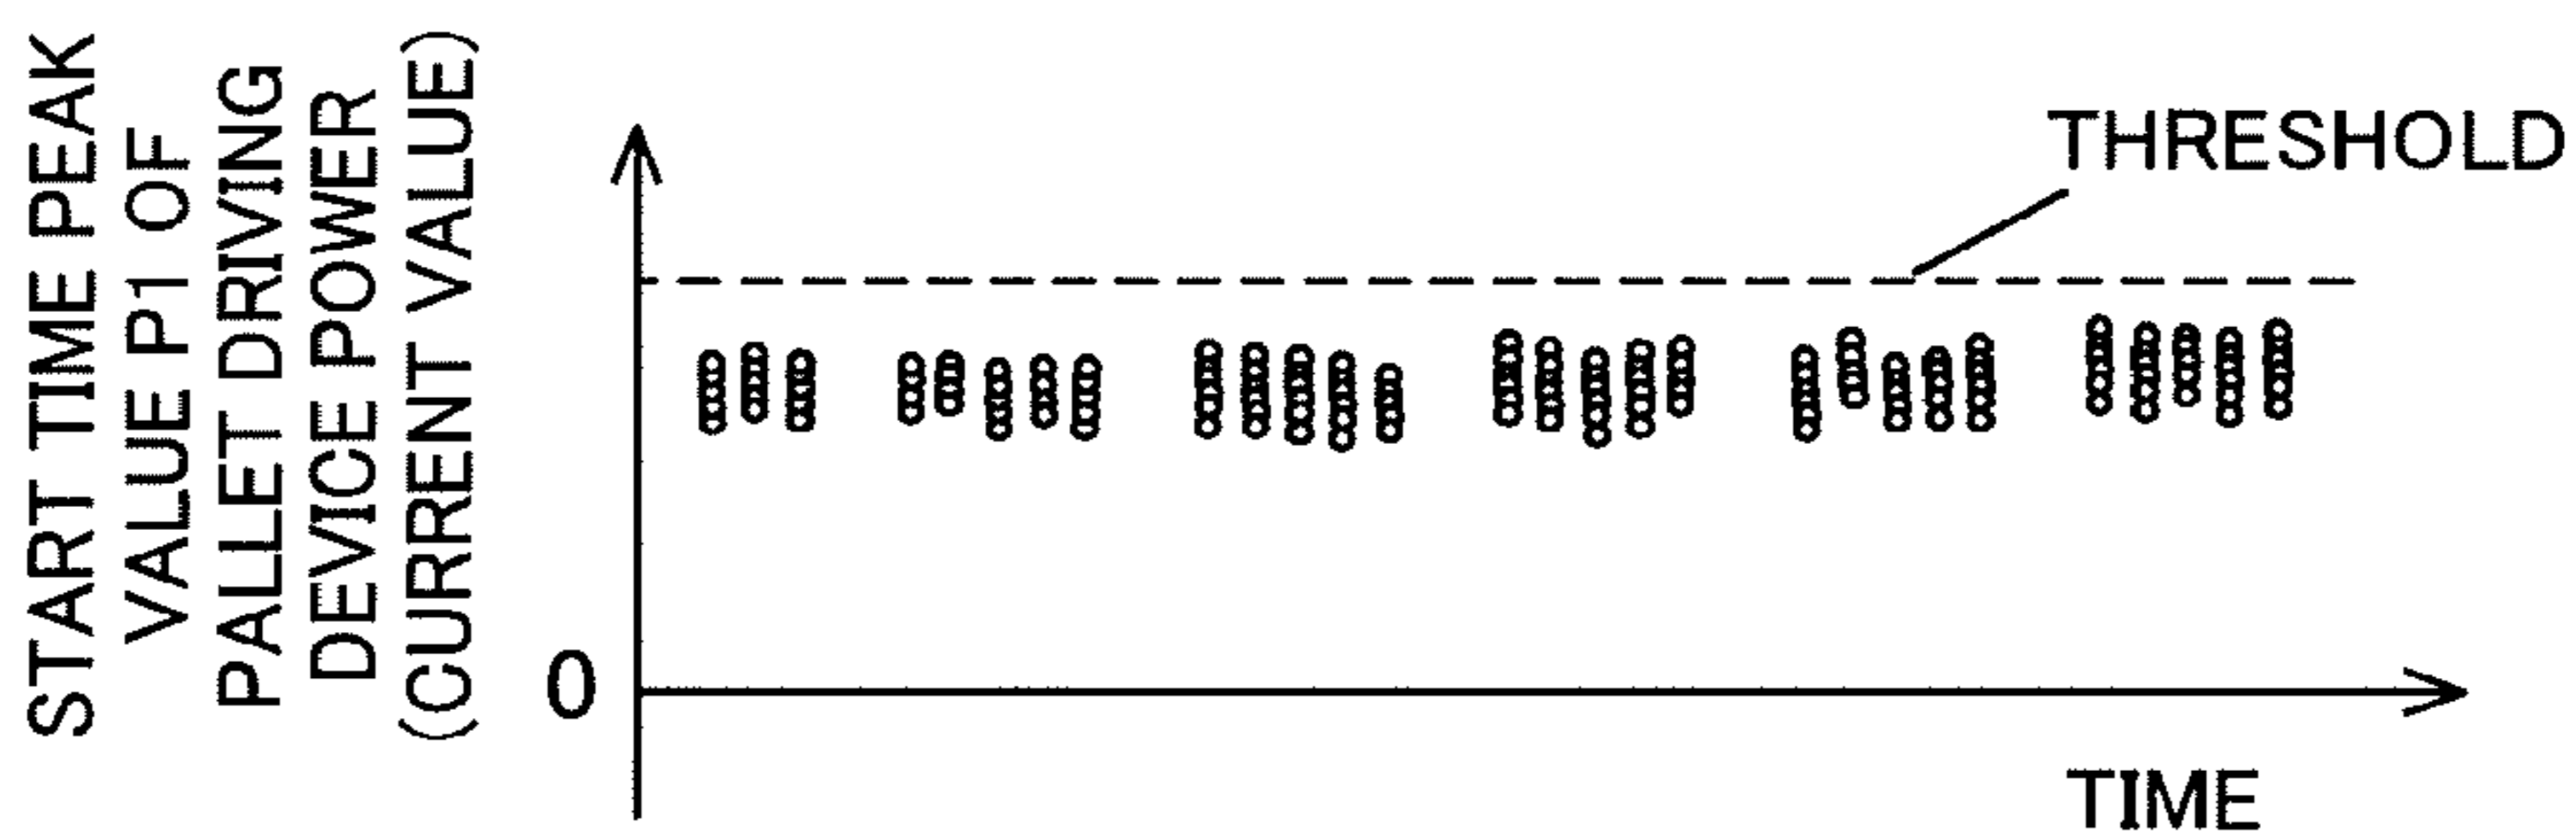 START TIME PEAK
VALUE P1 OF
PALLET DRIVING
DEVICE POWER
(CURRENT VALUE)
THRESHOLD
0
TIME